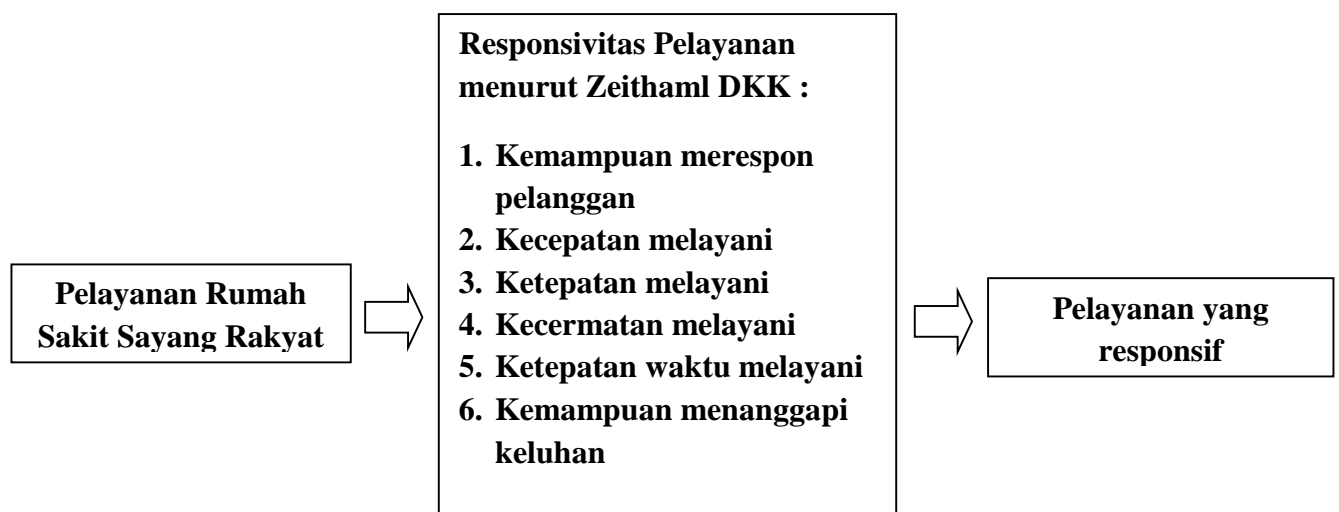 Pelayanan Rumah
Sakit Sayang Rakyat
Responsivitas Pelayanan
menurut Zeithaml DKK :
1. Kemampuan merespon
pelanggan
2. Kecepatan melayani
3. Ketepatan melayani
4. Kecermatan melayani
5. Ketepatan waktu melayani
6. Kemampuan menanggapi
keluhan
Pelayanan yang
responsif